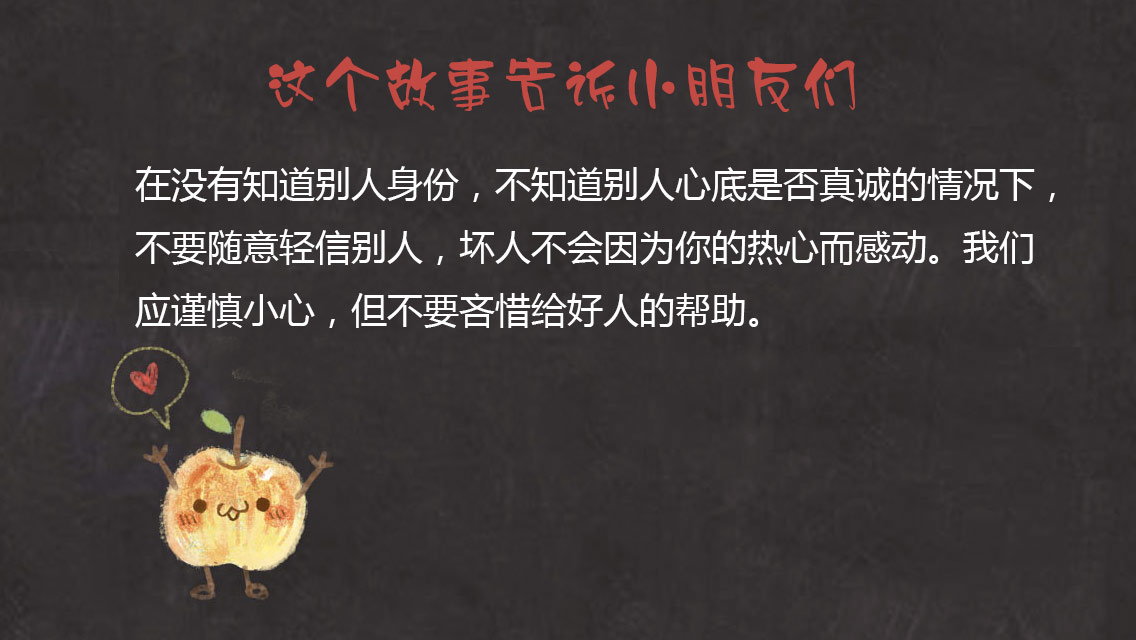 这个故事告诉小朋友们
在没有知道别人身份，不知道别人心底是否真诚的情况下，
不要随意轻信别人，坏人不会因为你的热心而感动。我们
应谨慎小心，但不要吝惜给好人的帮助。